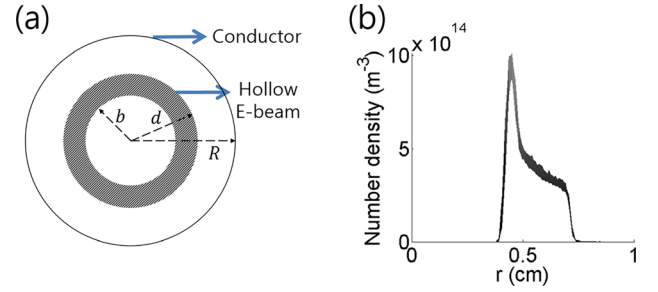 (a)
Conductor
Hollow
E-beam
b
d
R
(b)
10 x 10^14
Number density (m^-3)
5
0
0
0.5
1
r (cm)